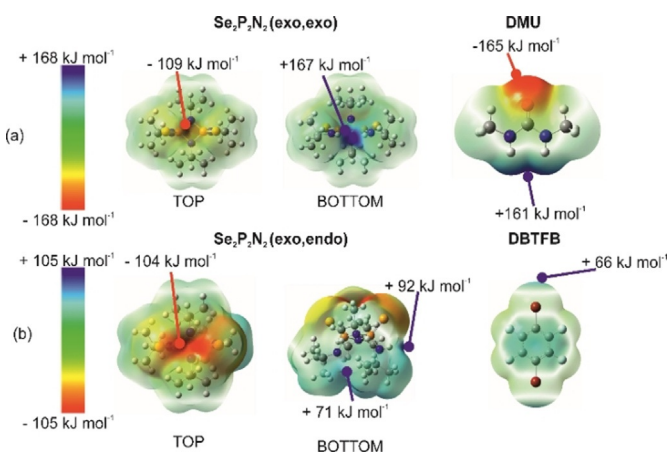 Se₂P₂N₂ (exo,exo)
DMU
+ 168 kJ mol⁻¹
- 109 kJ mol⁻¹
+167 kJ mol⁻¹
-165 kJ mol⁻¹
(a)
TOP
BOTTOM
+161 kJ mol⁻¹
- 168 kJ mol⁻¹
Se₂P₂N₂ (exo,endo)
DBTFB
+ 105 kJ mol⁻¹
- 104 kJ mol⁻¹
+ 92 kJ mol⁻¹
+ 66 kJ mol⁻¹
(b)
+ 71 kJ mol⁻¹
- 105 kJ mol⁻¹
TOP
BOTTOM